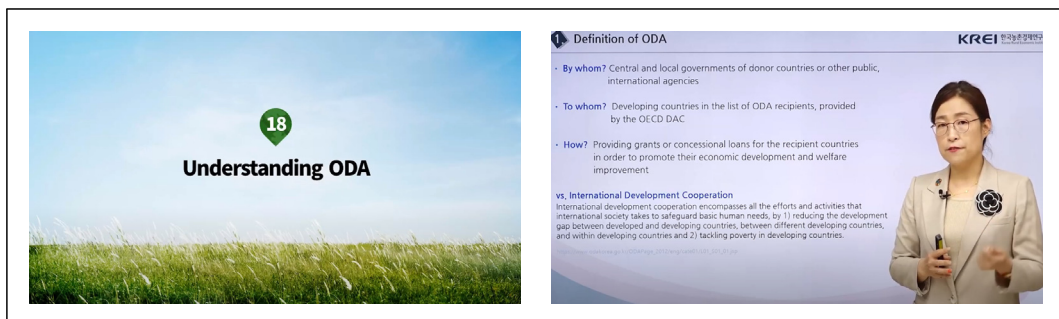 18
Understanding ODA
1 Definition of ODA
KREI 한국농촌경제연구
· By whom? Central and local governments of donor countries or other public,
international agencies
· To whom? Developing countries in the list of ODA recipients, provided
by the OECD DAC
· How? Providing grants or concessional loans for the recipient countries
in order to promote their economic development and welfare
improvement
vs, International Development Cooperation
International development cooperation encompasses all the efforts and activities that
international society takes to safeguard basic human needs, by 1) reducing the development
gap between developed and developing countries, between different developing countries,
and within developing countries and 2) tackling poverty in developing countries.